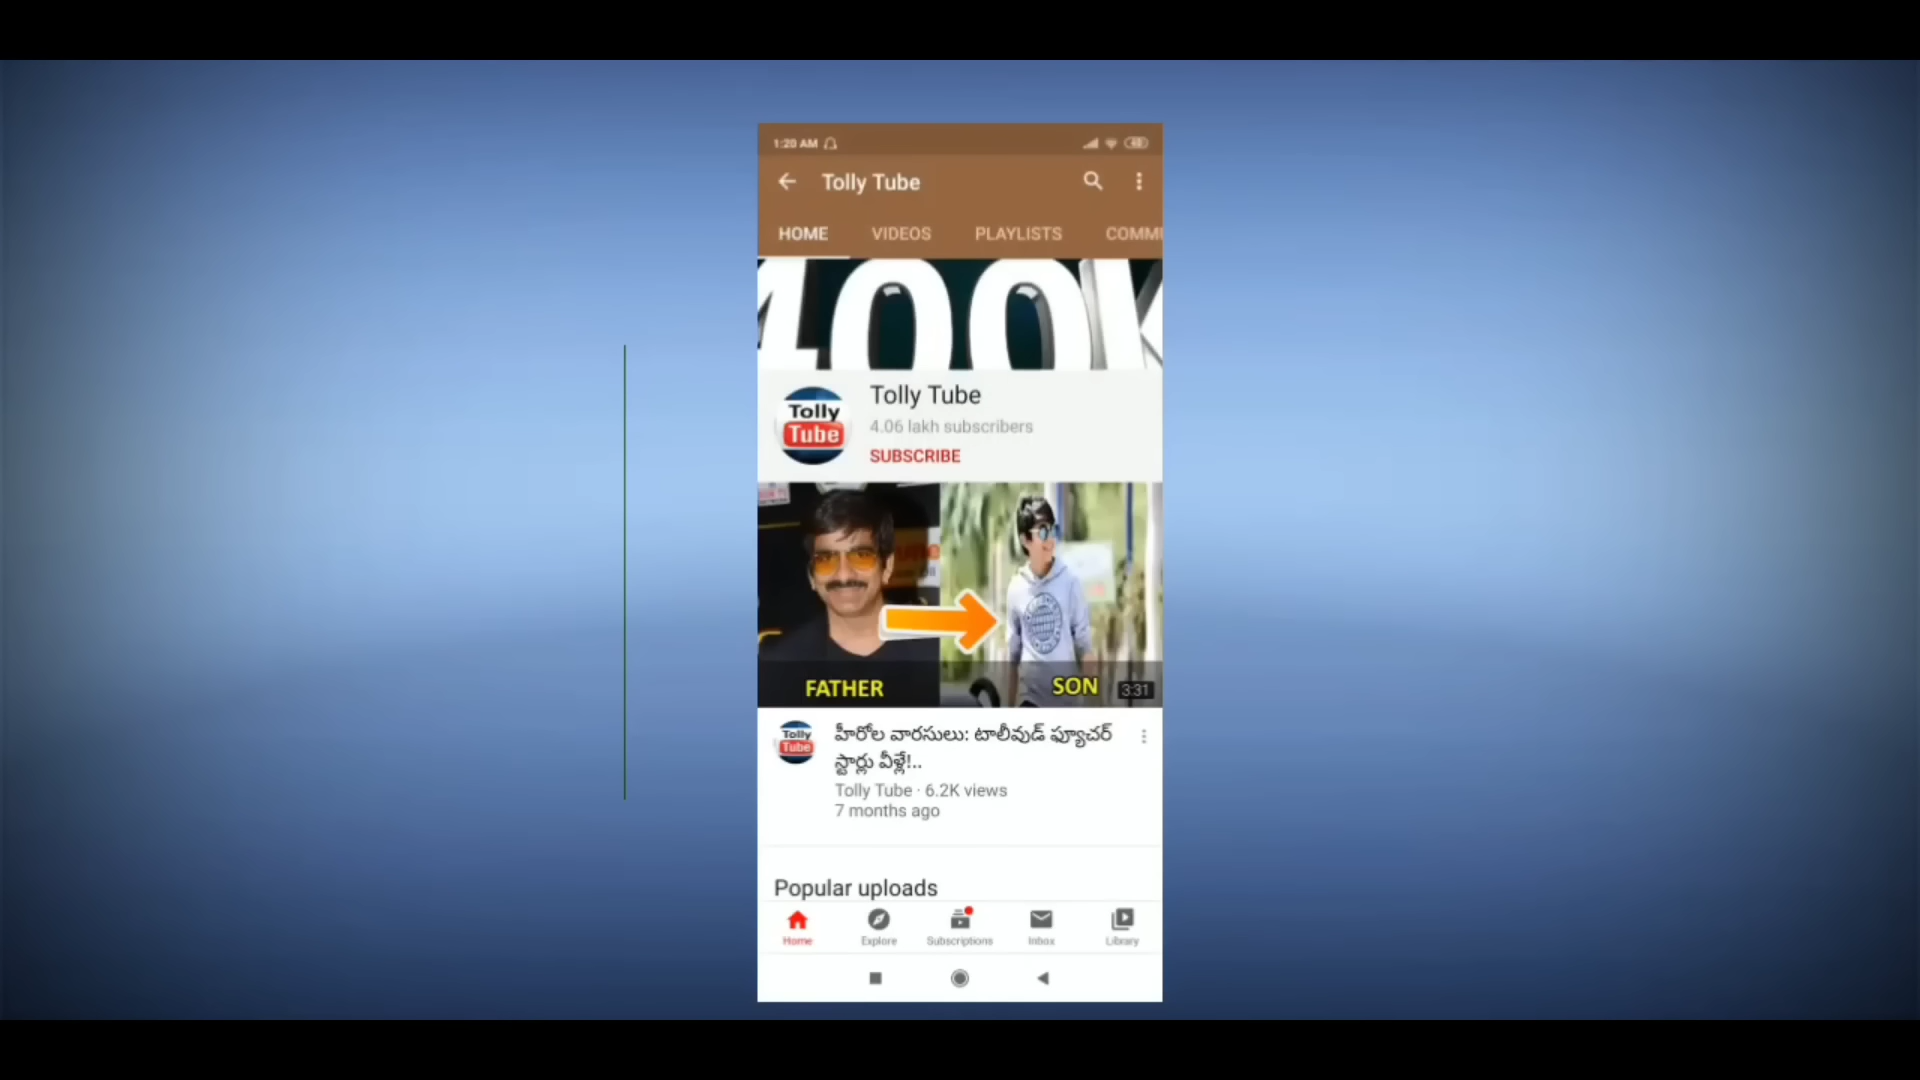 1:20 AM
Tolly Tube
HOME VIDEOS PLAYLISTS COMM
400K
Tolly Tube
Tolly
Tube
4.06 lakh subscribers
SUBSCRIBE
FATHER
SON
3:31
Tolly
Tube
హీరోల వారసులు: టాలీవుడ్ ఫ్యూచర్
స్టార్లు వీళ్లే!..
Tolly Tube · 6.2K views
7 months ago
Popular uploads
Home Explore Subscriptions Inbox Library